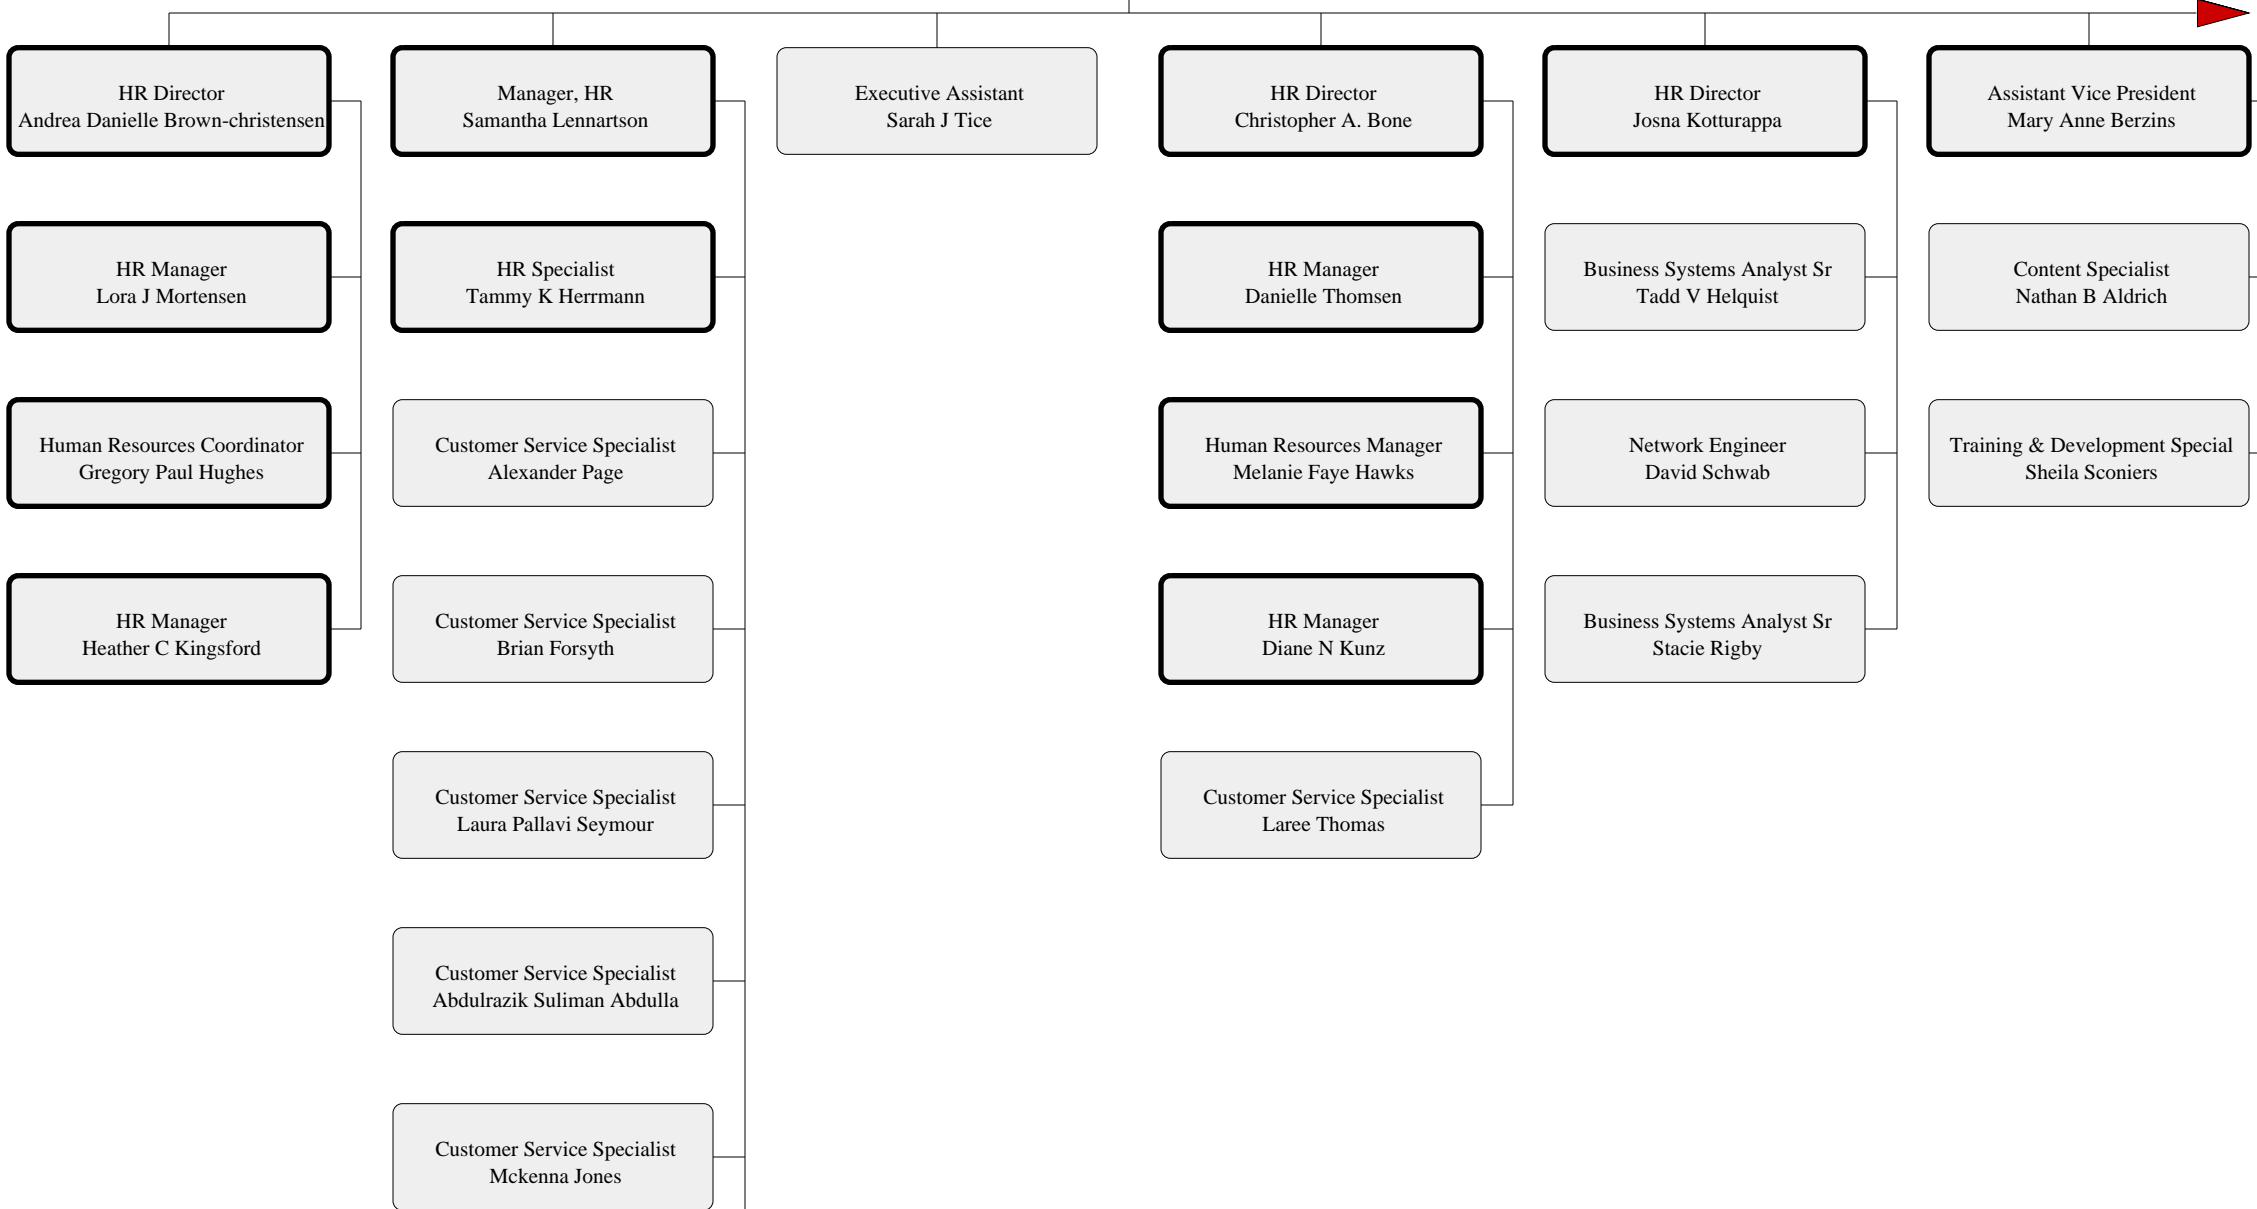 HR Director
Andrea Danielle Brown-christensen
Manager, HR
Samantha Lennartson
Executive Assistant
Sarah J Tice
HR Director
Christopher A. Bone
HR Director
Josna Kotturappa
Assistant Vice President
Mary Anne Berzins
HR Manager
Lora J Mortensen
HR Specialist
Tammy K Herrmann
HR Manager
Danielle Thomsen
Business Systems Analyst Sr
Tadd V Helquist
Content Specialist
Nathan B Aldrich
Human Resources Coordinator
Gregory Paul Hughes
Customer Service Specialist
Alexander Page
Human Resources Manager
Melanie Faye Hawks
Network Engineer
David Schwab
Training & Development Special
Sheila Sconiers
HR Manager
Heather C Kingsford
Customer Service Specialist
Brian Forsyth
HR Manager
Diane N Kunz
Business Systems Analyst Sr
Stacie Rigby
Customer Service Specialist
Laura Pallavi Seymour
Customer Service Specialist
Laree Thomas
Customer Service Specialist
Abdulrazik Suliman Abdulla
Customer Service Specialist
Mckenna Jones